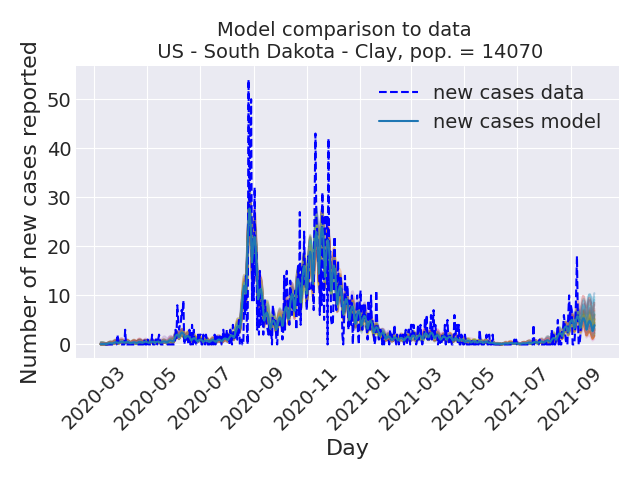 Model comparison to data
US - South Dakota - Clay, pop. = 14070
Number of new cases reported
50
40
30
20
10
0
new cases data
new cases model
2020-03
2020-05
2020-07
2020-09
2020-11
2021-01
2021-03
2021-05
2021-07
2021-09
Day